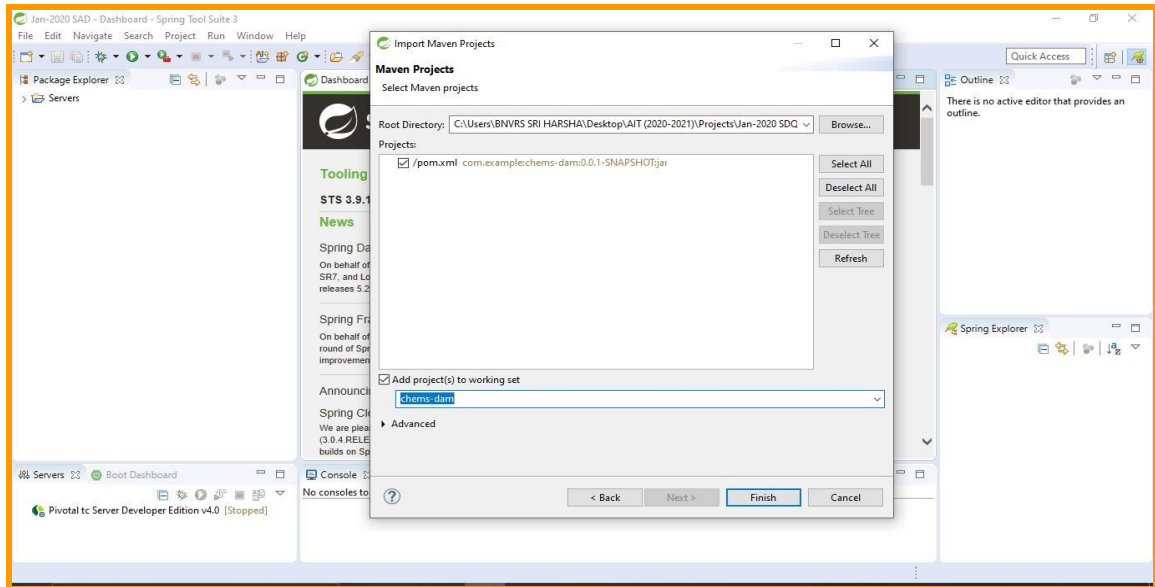 Jan-2020 SAD - Dashboard - Spring Tool Suite 3
File Edit Navigate Search Project Run Window Help
Quick Access
Package Explorer
Servers
Dashboard
Tooling
STS 3.9.1
News
Spring Da
On behalf of
SR7, and Lo
releases 5.2
Spring Fra
On behalf of
round of Spr
improvemen
Announci
Spring Cl
We are plea
(3.0.4.RELE
builds on Sp
Import Maven Projects
Maven Projects
Select Maven projects
Root Directory: C:\Users\BNVRS SRI HARSHA\Desktop\AIT (2020-2021)\Projects\Jan-2020 SDQ Browse...
Projects:
/pom.xml com.example:chems-dam:0.0.1-SNAPSHOT:jar
Select All
Deselect All
Select Tree
Deselect Tree
Refresh
Add project(s) to working set
chems-dam
Advanced
< Back Next > Finish Cancel
Outline
There is no active editor that provides an
outline.
Spring Explorer
Servers Boot Dashboard
Pivotal tc Server Developer Edition v4.0 [Stopped]
Console
No consoles to